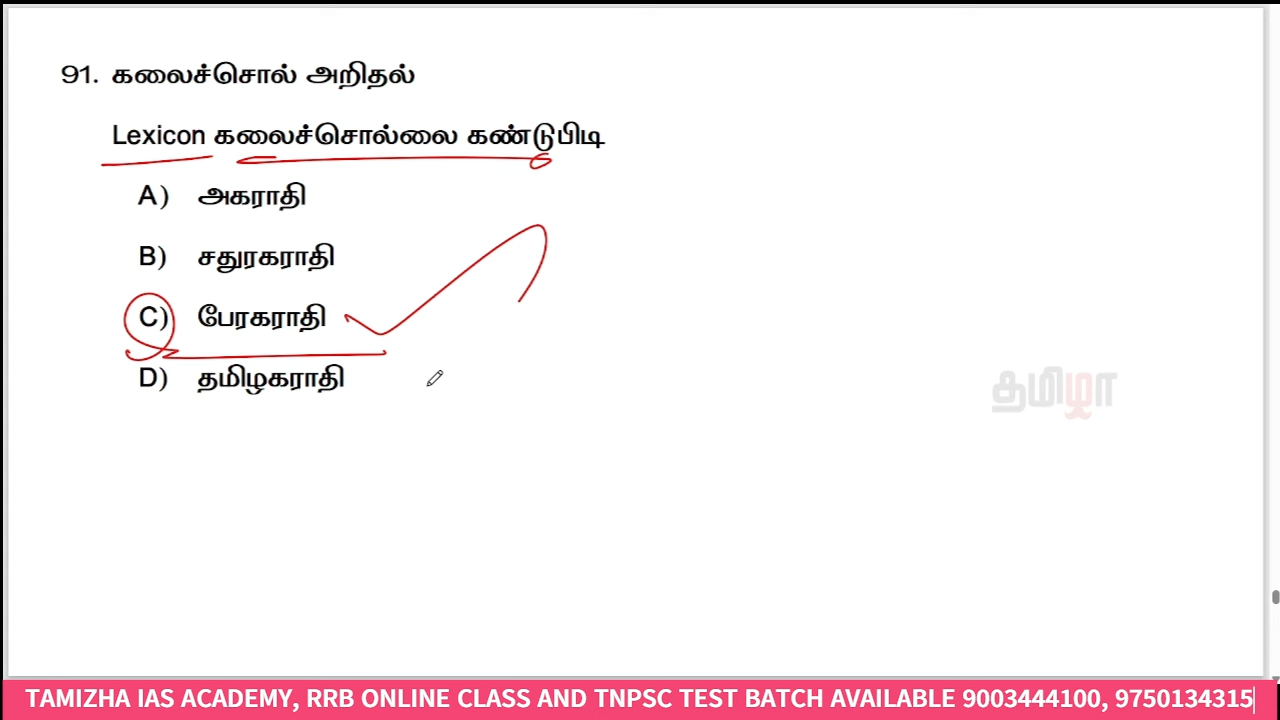 91. கலைச்சொல் அறிதல்
Lexicon கலைச்சொல்லை கண்டுபிடி
A) அகராதி
B) சதுரகராதி
C) பேரகராதி
D) தமிழகராதி
தமிழா
TAMIZHA IAS ACADEMY, RRB ONLINE CLASS AND TNPSC TEST BATCH AVAILABLE 9003444100, 9750134315